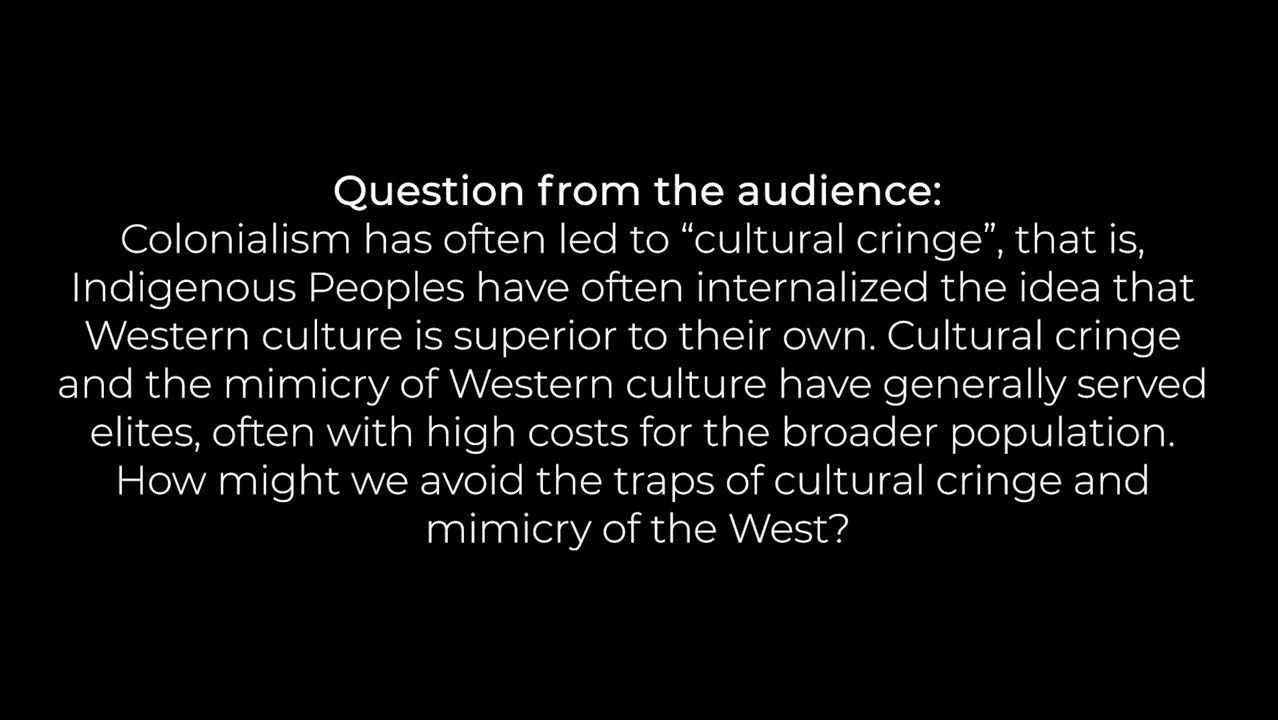 Question from the audience:
Colonialism has often led to “cultural cringe”, that is,
Indigenous Peoples have often internalized the idea that
Western culture is superior to their own. Cultural cringe
and the mimicry of Western culture have generally served
elites, often with high costs for the broader population.
How might we avoid the traps of cultural cringe and
mimicry of the West?